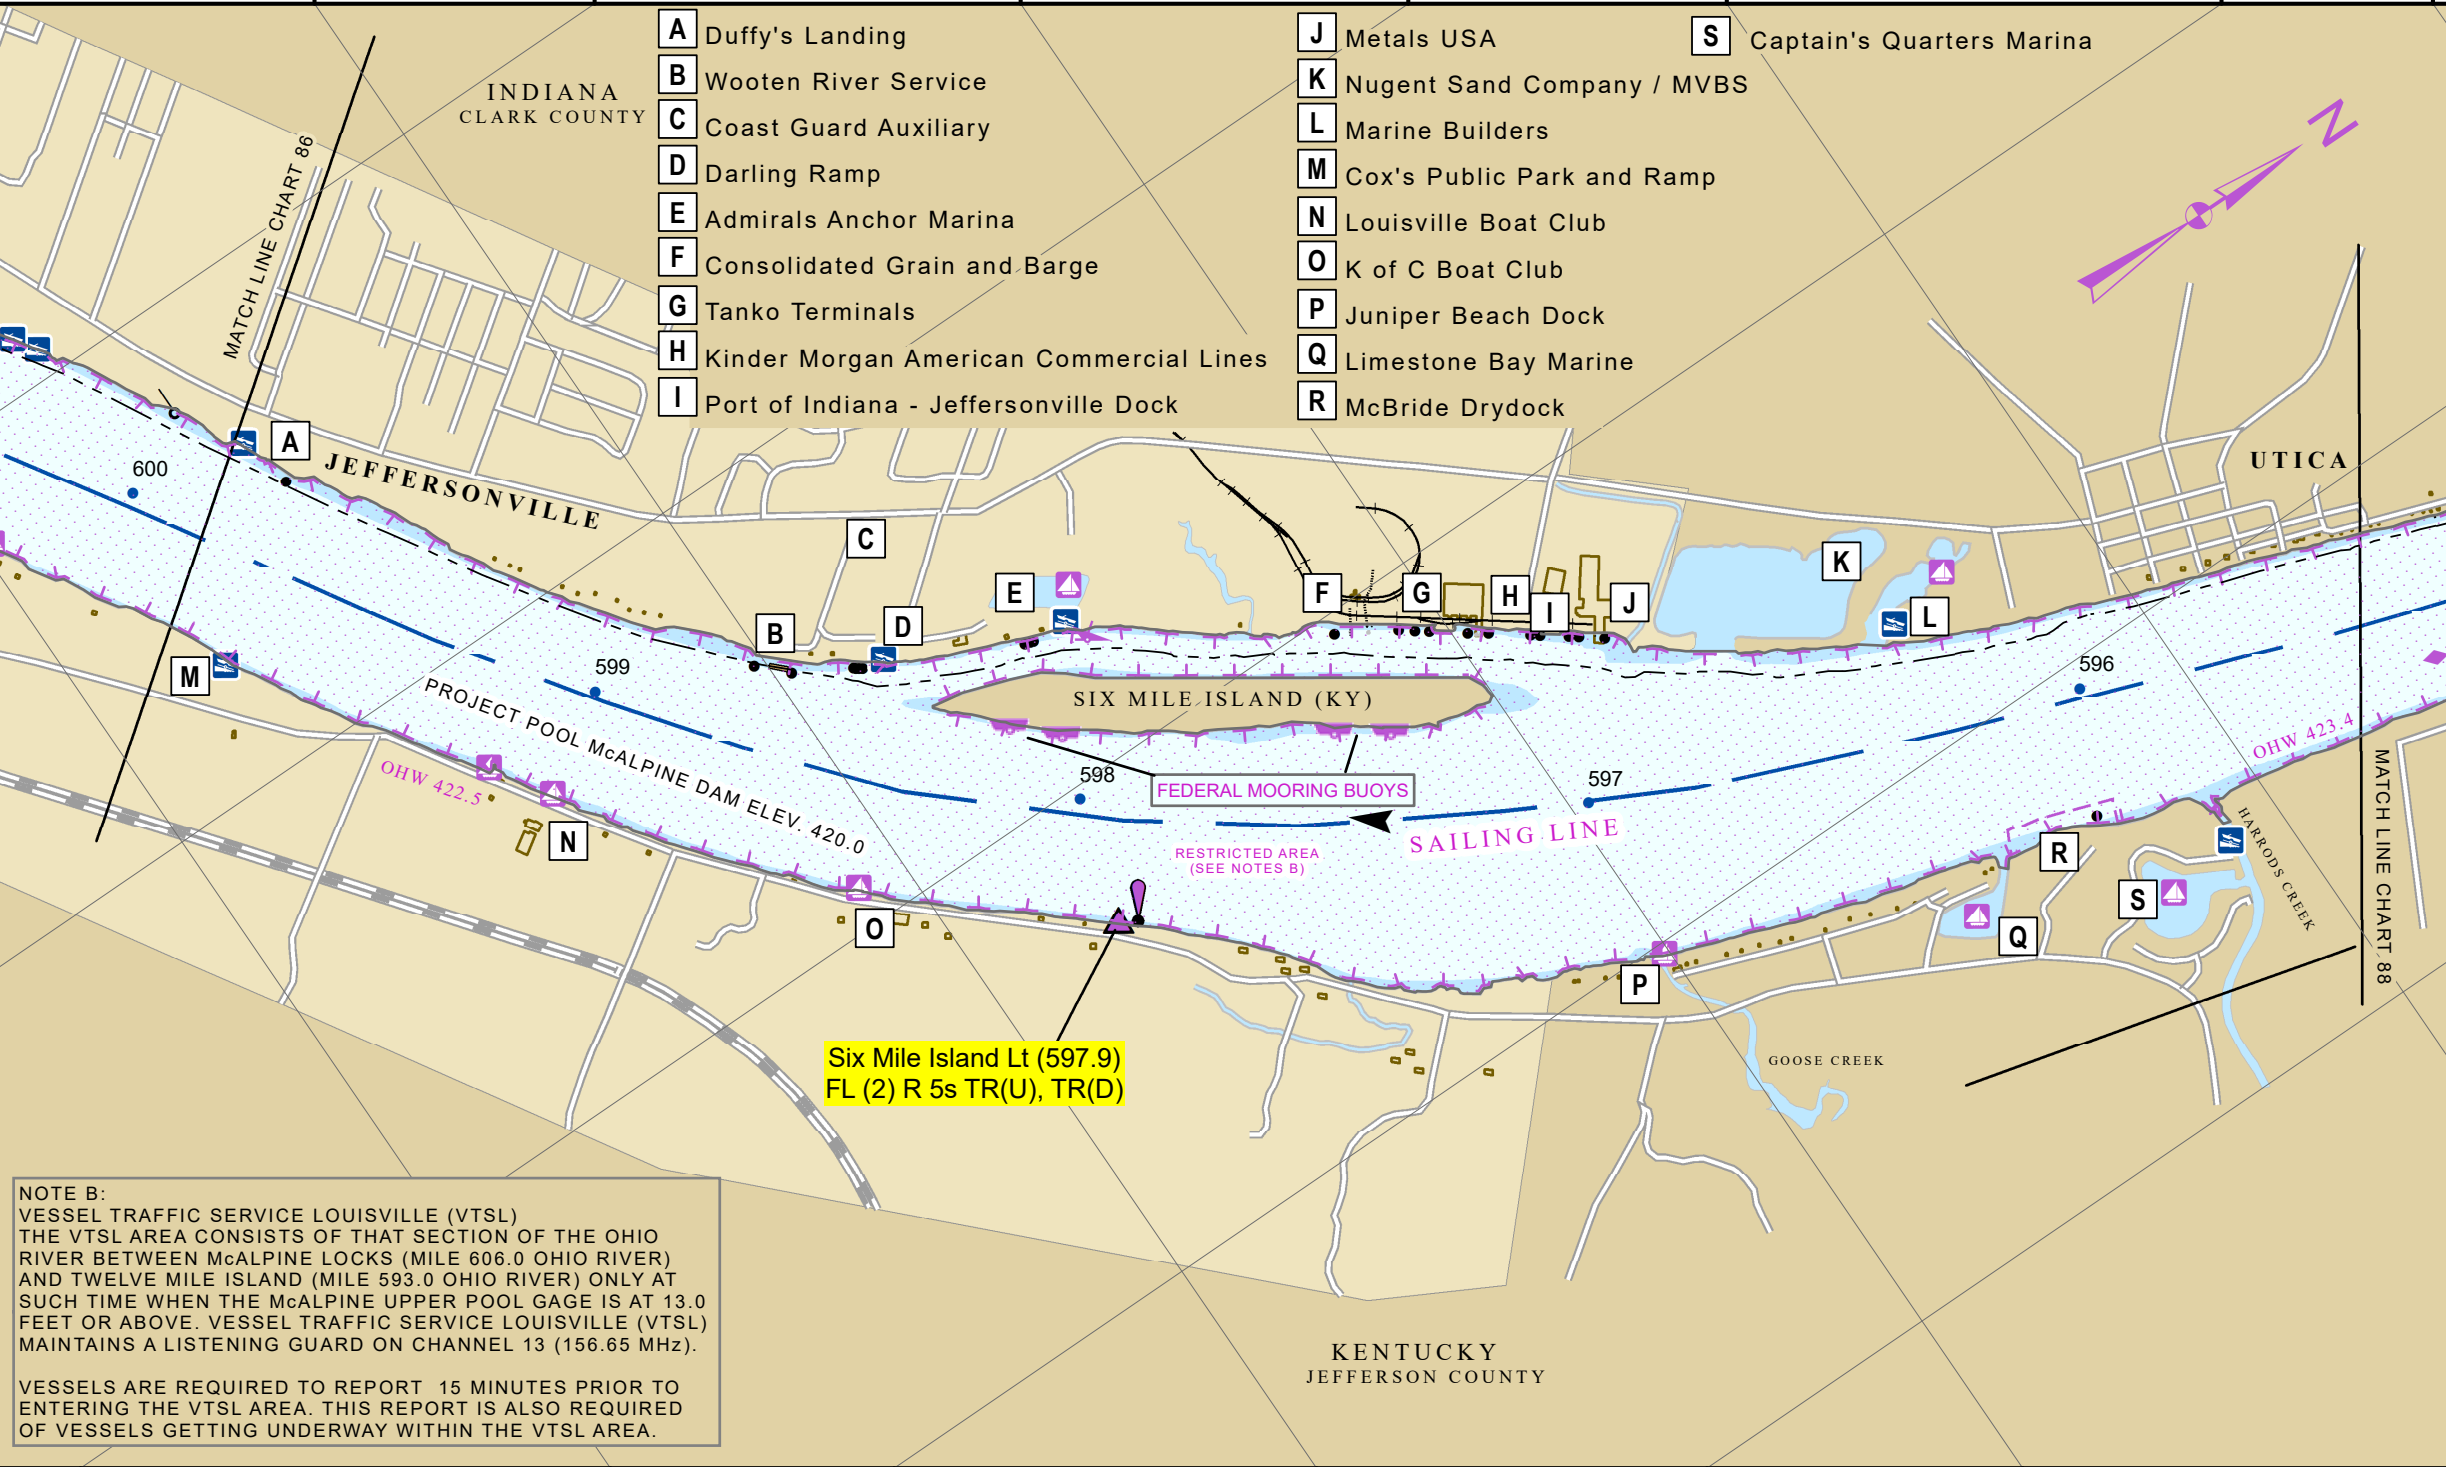 A Duffy's Landing
B Wooten River Service
C Coast Guard Auxiliary
D Darling Ramp
E Admirals Anchor Marina
F Consolidated Grain and Barge
G Tanko Terminals
H Kinder Morgan American Commercial Lines
I Port of Indiana - Jeffersonville Dock
J Metals USA
K Nugent Sand Company / MVBS
L Marine Builders
M Cox's Public Park and Ramp
N Louisville Boat Club
O K of C Boat Club
P Juniper Beach Dock
Q Limestone Bay Marine
R McBride Drydock
S Captain's Quarters Marina
INDIANA
CLARK COUNTY
MATCH LINE CHART 86
N
600
A
JEFFERSONVILLE
UTICA
C
K
E
F
G
H
I
J
L
B
D
M
599
596
SIX MILE ISLAND (KY)
PROJECT POOL McALPINE DAM ELEV. 420.0
OHW 422.5
OHW 423.4
598
597
FEDERAL MOORING BUOYS
SAILING LINE
RESTRICTED AREA
(SEE NOTES B)
MATCH LINE CHART 88
HARRODS CREEK
N
O
R
S
Q
P
Six Mile Island Lt (597.9)
FL (2) R 5s TR(U), TR(D)
GOOSE CREEK
NOTE B:
VESSEL TRAFFIC SERVICE LOUISVILLE (VTSL)
THE VTSL AREA CONSISTS OF THAT SECTION OF THE OHIO
RIVER BETWEEN McALPINE LOCKS (MILE 606.0 OHIO RIVER)
AND TWELVE MILE ISLAND (MILE 593.0 OHIO RIVER) ONLY AT
SUCH TIME WHEN THE McALPINE UPPER POOL GAGE IS AT 13.0
FEET OR ABOVE. VESSEL TRAFFIC SERVICE LOUISVILLE (VTSL)
MAINTAINS A LISTENING GUARD ON CHANNEL 13 (156.65 MHz).
VESSELS ARE REQUIRED TO REPORT 15 MINUTES PRIOR TO
ENTERING THE VTSL AREA. THIS REPORT IS ALSO REQUIRED
OF VESSELS GETTING UNDERWAY WITHIN THE VTSL AREA.
KENTUCKY
JEFFERSON COUNTY